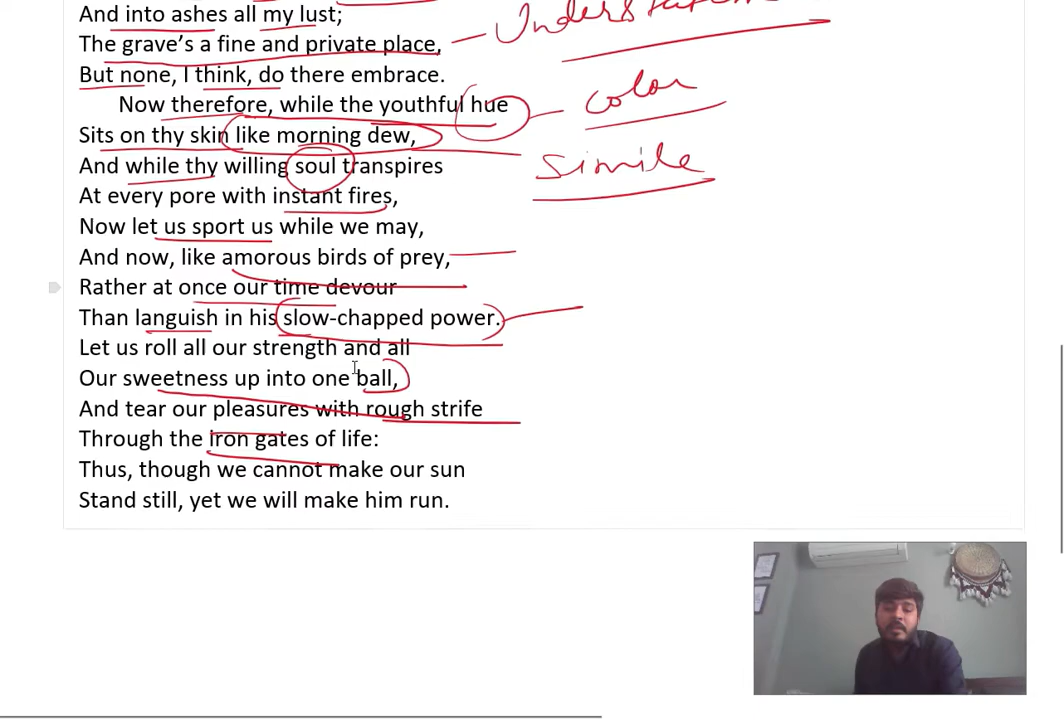 And into ashes all my lust;
The grave's a fine and private place,
But none, I think, do there embrace.
Now therefore, while the youthful hue
Sits on thy skin like morning dew,
And while thy willing soul transpires
At every pore with instant fires,
Now let us sport us while we may,
And now, like amorous birds of prey,
Rather at once our time devour
Than languish in his slow-chapped power.
Let us roll all our strength and all
Our sweetness up into one ball,
And tear our pleasures with rough strife
Through the iron gates of life:
Thus, though we cannot make our sun
Stand still, yet we will make him run.
color
Simile